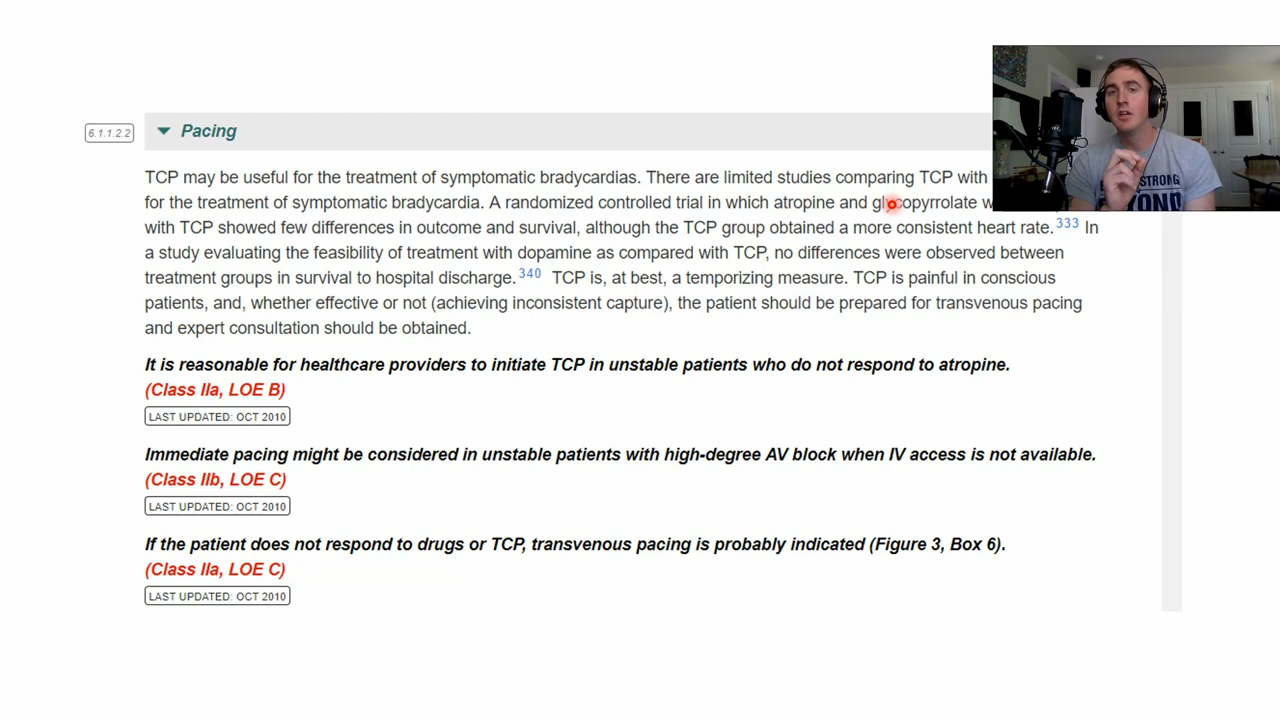 6.1.1.2.2
Pacing
TCP may be useful for the treatment of symptomatic bradycardias. There are limited studies comparing TCP with
for the treatment of symptomatic bradycardia. A randomized controlled trial in which atropine and glycopyrrolate
with TCP showed few differences in outcome and survival, although the TCP group obtained a more consistent heart rate. 333 In
a study evaluating the feasibility of treatment with dopamine as compared with TCP, no differences were observed between
treatment groups in survival to hospital discharge. 340 TCP is, at best, a temporizing measure. TCP is painful in conscious
patients, and, whether effective or not (achieving inconsistent capture), the patient should be prepared for transvenous pacing
and expert consultation should be obtained.
It is reasonable for healthcare providers to initiate TCP in unstable patients who do not respond to atropine.
(Class IIa, LOE B)
LAST UPDATED: OCT 2010
Immediate pacing might be considered in unstable patients with high-degree AV block when IV access is not available.
(Class IIb, LOE C)
LAST UPDATED: OCT 2010
If the patient does not respond to drugs or TCP, transvenous pacing is probably indicated (Figure 3, Box 6).
(Class IIa, LOE C)
LAST UPDATED: OCT 2010